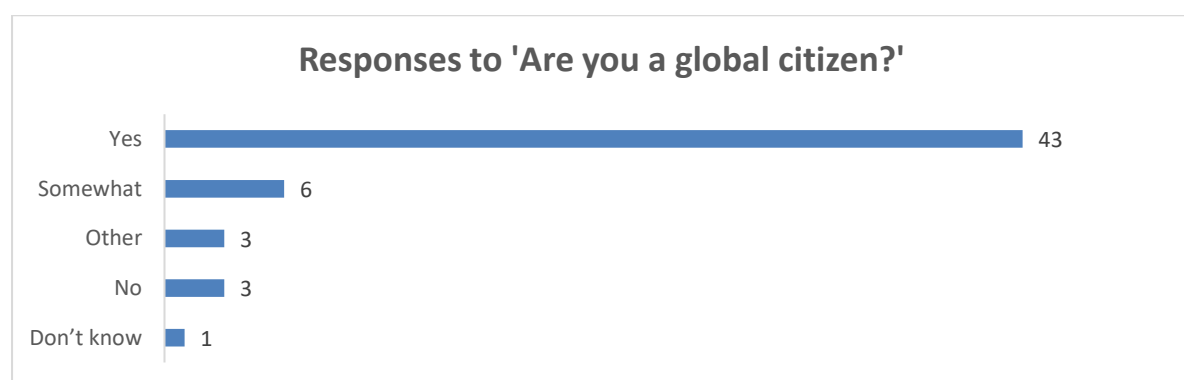 Responses to 'Are you a global citizen?'
Yes 43
Somewhat 6
Other 3
No 3
Don’t know 1